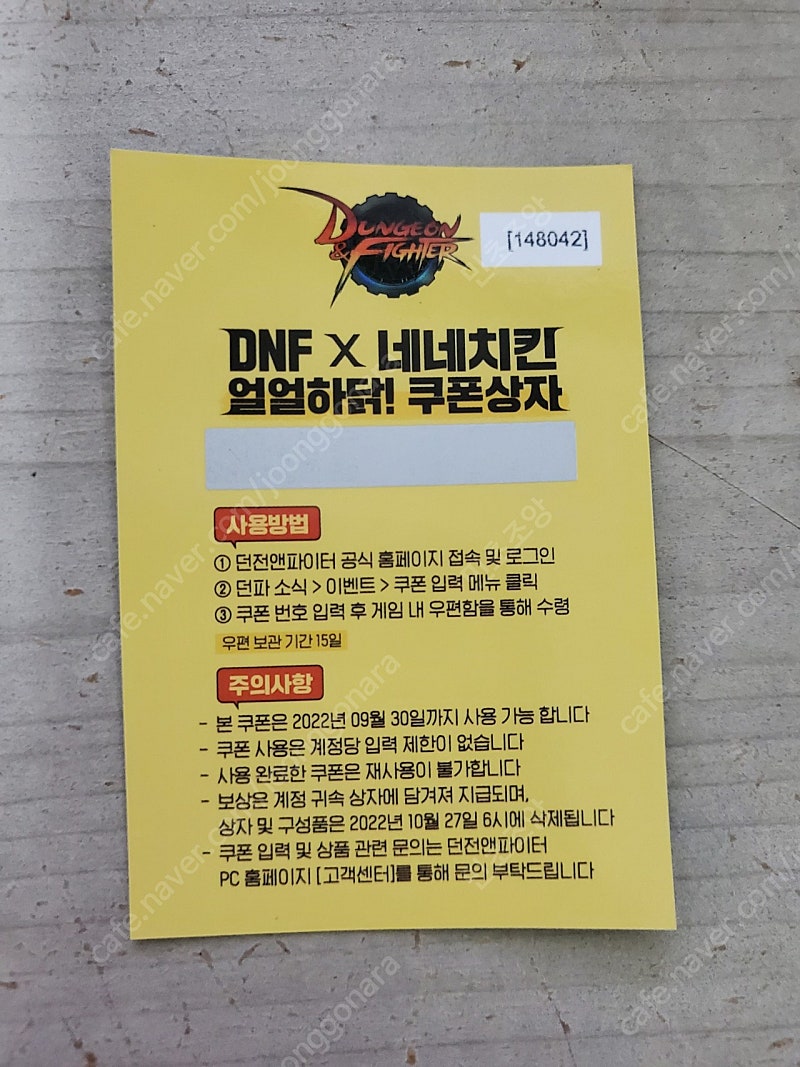 DUNGEON
& FIGHTER
[148042]
DNF X 네네치킨
얼얼하닭! 쿠폰상자
사용방법
① 던전앤파이터 공식 홈페이지 접속 및 로그인
② 던파 소식 > 이벤트 > 쿠폰 입력 메뉴 클릭
③ 쿠폰 번호 입력 후 게임 내 우편함을 통해 수령
우편 보관 기간 15일
주의사항
- 본 쿠폰은 2022년 09월 30일까지 사용 가능 합니다
- 쿠폰 사용은 계정당 입력 제한이 없습니다
- 사용 완료한 쿠폰은 재사용이 불가합니다
- 보상은 계정 귀속 상자에 담겨져 지급되며,
상자 및 구성품은 2022년 10월 27일 6시에 삭제됩니다
- 쿠폰 입력 및 상품 관련 문의는 던전앤파이터
PC 홈페이지 [고객센터]를 통해 문의 부탁드립니다
cafe.naver.com/joonggonara